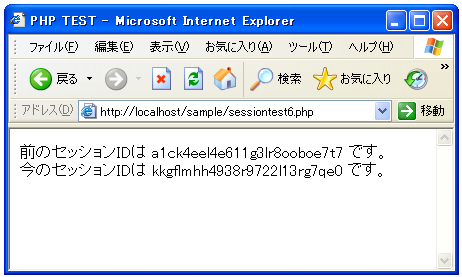 PHP TEST - Microsoft Internet Explorer
ファイル(F) 編集(E) 表示(V) お気に入り(A) ツール(T) ヘルプ(H)
戻る 検索 お気に入り »
アドレス(D) http://localhost/sample/sessiontest6.php 移動
前のセッションIDは a1ck4eel4e611g3lr8ooboe7t7 です。
今のセッションIDは kkgflmhh4938r9722l13rg7qe0 です。